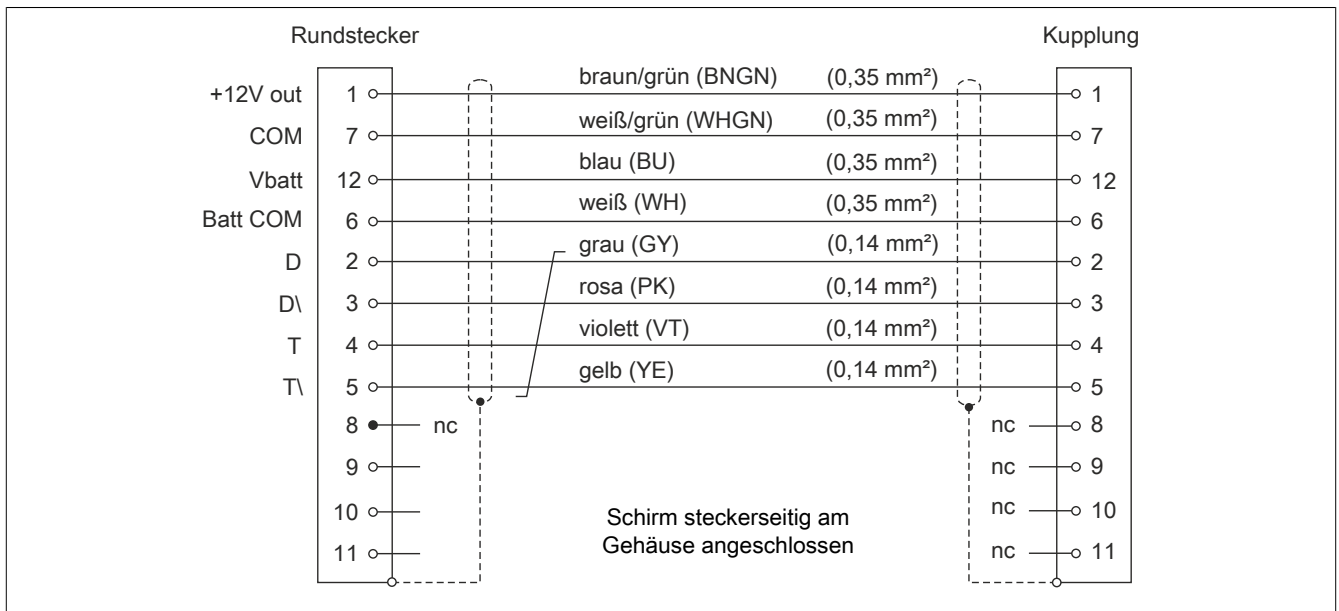 Rundstecker Kupplung
+12V out 1 braun/grün (BNGN) (0,35 mm²) 1
COM 7 weiß/grün (WHGN) (0,35 mm²) 7
Vbatt 12 blau (BU) (0,35 mm²) 12
Batt COM 6 weiß (WH) (0,35 mm²) 6
D 2 grau (GY) (0,14 mm²) 2
D\ 3 rosa (PK) (0,14 mm²) 3
T 4 violett (VT) (0,14 mm²) 4
T\ 5 gelb (YE) (0,14 mm²) 5
8 nc nc 8
9 nc 9
10 nc 10
11 nc 11
Schirm steckerseitig am
Gehäuse angeschlossen